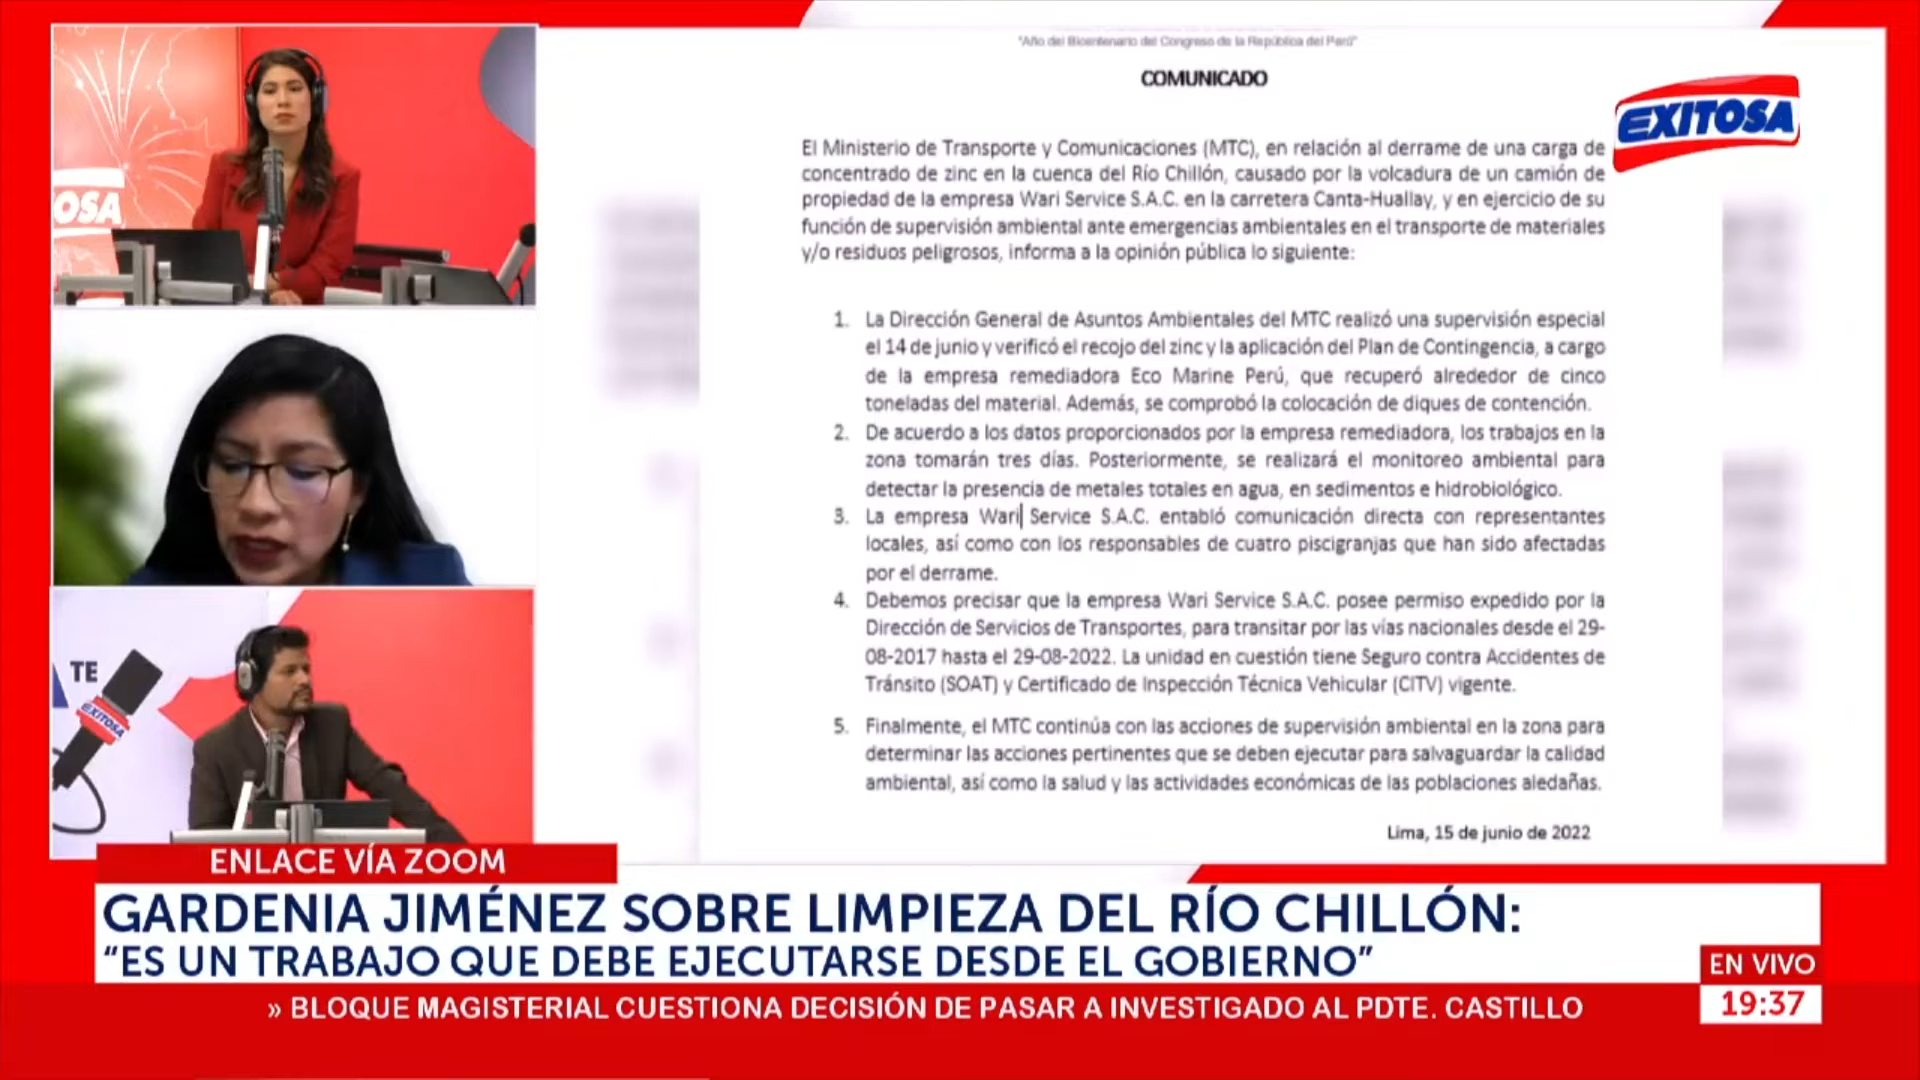 "Año del Bicentenario del Congreso de la República del Perú"
COMUNICADO
EXITOSA
El Ministerio de Transporte y Comunicaciones (MTC), en relación al derrame de una carga de
concentrado de zinc en la cuenca del Río Chillón, causado por la volcadura de un camión de
propiedad de la empresa Wari Service S.A.C. en la carretera Canta-Huallay, y en ejercicio de su
función de supervisión ambiental ante emergencias ambientales en el transporte de materiales
y/o residuos peligrosos, informa a la opinión pública lo siguiente:
1. La Dirección General de Asuntos Ambientales del MTC realizó una supervisión especial
el 14 de junio y verificó el recojo del zinc y la aplicación del Plan de Contingencia, a cargo
de la empresa remediadora Eco Marine Perú, que recuperó alrededor de cinco
toneladas del material. Además, se comprobó la colocación de diques de contención.
2. De acuerdo a los datos proporcionados por la empresa remediadora, los trabajos en la
zona tomarán tres días. Posteriormente, se realizará el monitoreo ambiental para
detectar la presencia de metales totales en agua, en sedimentos e hidrobiológico.
3. La empresa Wari Service S.A.C. entabló comunicación directa con representantes
locales, así como con los responsables de cuatro piscigranjas que han sido afectadas
por el derrame.
4. Debemos precisar que la empresa Wari Service S.A.C. posee permiso expedido por la
Dirección de Servicios de Transportes, para transitar por las vías nacionales desde el 29-
08-2017 hasta el 29-08-2022. La unidad en cuestión tiene Seguro contra Accidentes de
Tránsito (SOAT) y Certificado de Inspección Técnica Vehicular (CITV) vigente.
5. Finalmente, el MTC continúa con las acciones de supervisión ambiental en la zona para
determinar las acciones pertinentes que se deben ejecutar para salvaguardar la calidad
ambiental, así como la salud y las actividades económicas de las poblaciones aledañas.
Lima, 15 de junio de 2022
OSA
A TE
EXITOSA
ENLACE VÍA ZOOM
GARDENIA JIMÉNEZ SOBRE LIMPIEZA DEL RÍO CHILLÓN:
“ES UN TRABAJO QUE DEBE EJECUTARSE DESDE EL GOBIERNO”
EN VIVO
19:37
» BLOQUE MAGISTERIAL CUESTIONA DECISIÓN DE PASAR A INVESTIGADO AL PDTE. CASTILLO